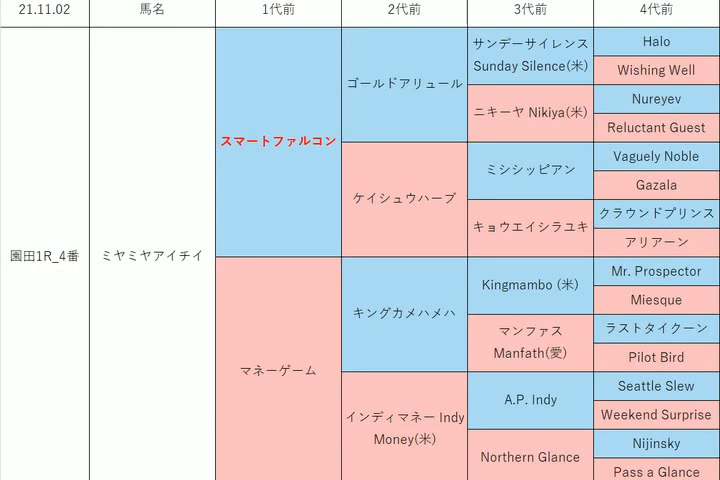 21.11.02 馬名 1代前 2代前 3代前 4代前
園田1R_4番
ミヤミヤアイチイ
スマートファルコン
ゴールドアリュール
サンデーサイレンス
Sunday Silence(米)
Halo
Wishing Well
ニキーヤ Nikiya(米)
Nureyev
Reluctant Guest
ケイシュウハーブ
ミシシッピアン
Vaguely Noble
Gazala
キョウエイシラユキ
クラウンドプリンス
アリアーン
マネーゲーム
キングカメハメハ
Kingmambo (米)
Mr. Prospector
Miesque
マンファス
Manfath(愛)
ラストタイクーン
Pilot Bird
インディマネー Indy
Money(米)
A.P. Indy
Seattle Slew
Weekend Surprise
Northern Glance
Nijinsky
Pass a Glance